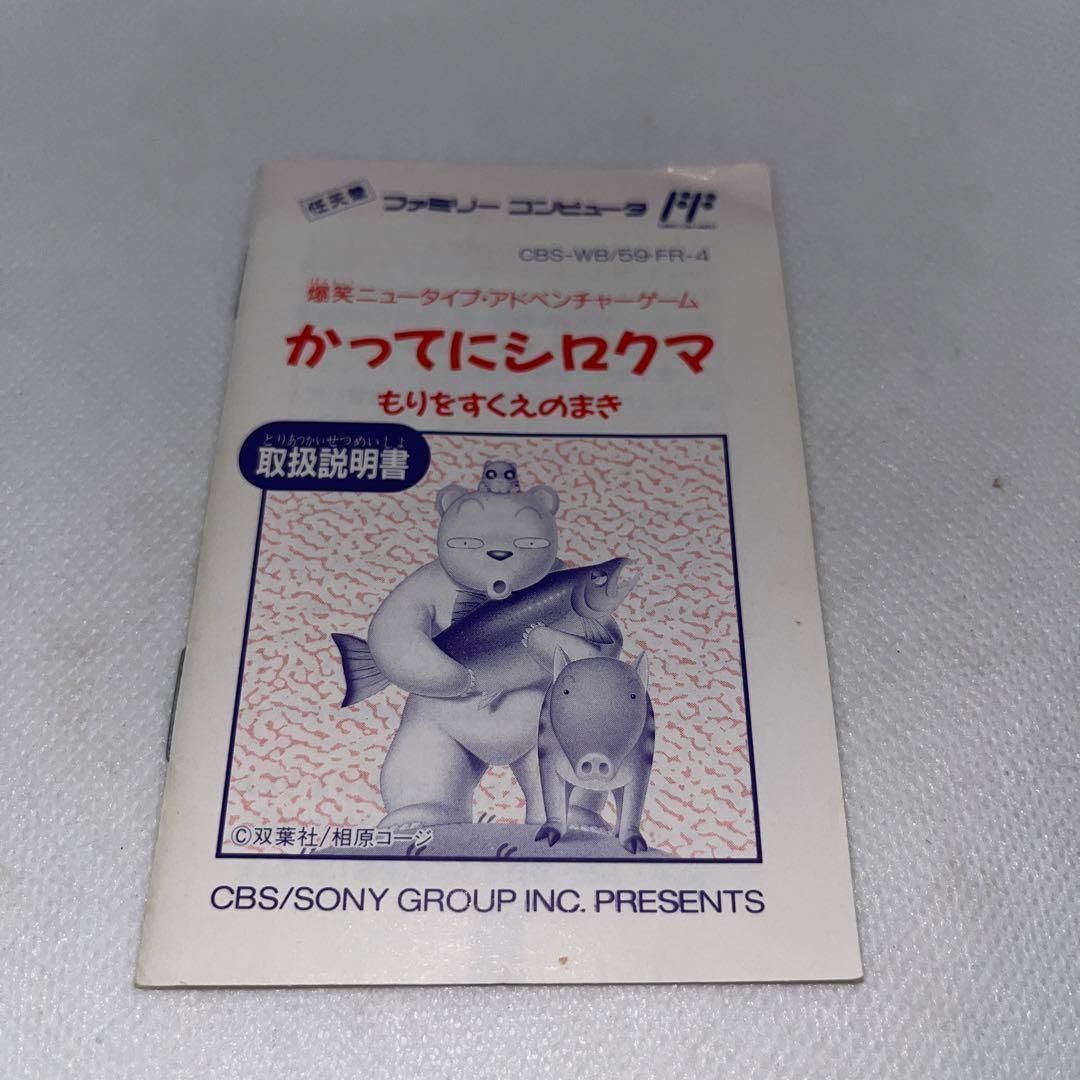 任天堂 ファミリー コンピュータ
CBS-WB/59-FR-4
爆笑ニュータイプ・アドベンチャーゲーム
かってにシロクマ
もりをすくえのまき
とりあつかいせつめいしょ
取扱説明書
©双葉社/相原コージ
CBS/SONY GROUP INC. PRESENTS